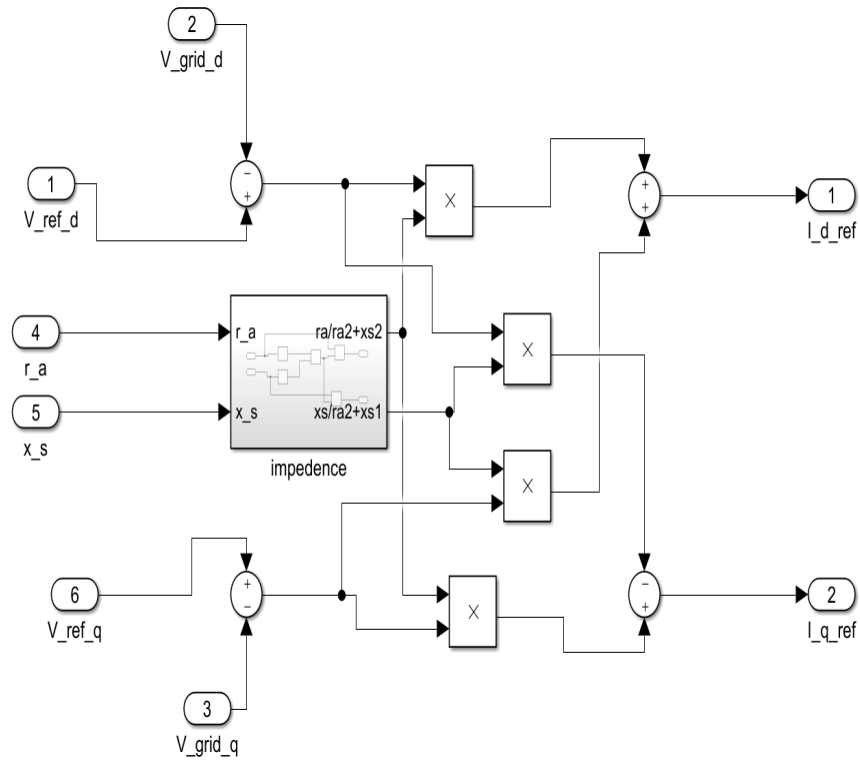 2
V_grid_d
1
V_ref_d
−
+
X
+
+
1
I_d_ref
4
r_a
5
x_s
r_a
ra/ra2+xs2
x_s
xs/ra2+xs1
impedence
X
X
6
V_ref_q
+
−
X
−
+
2
I_q_ref
3
V_grid_q